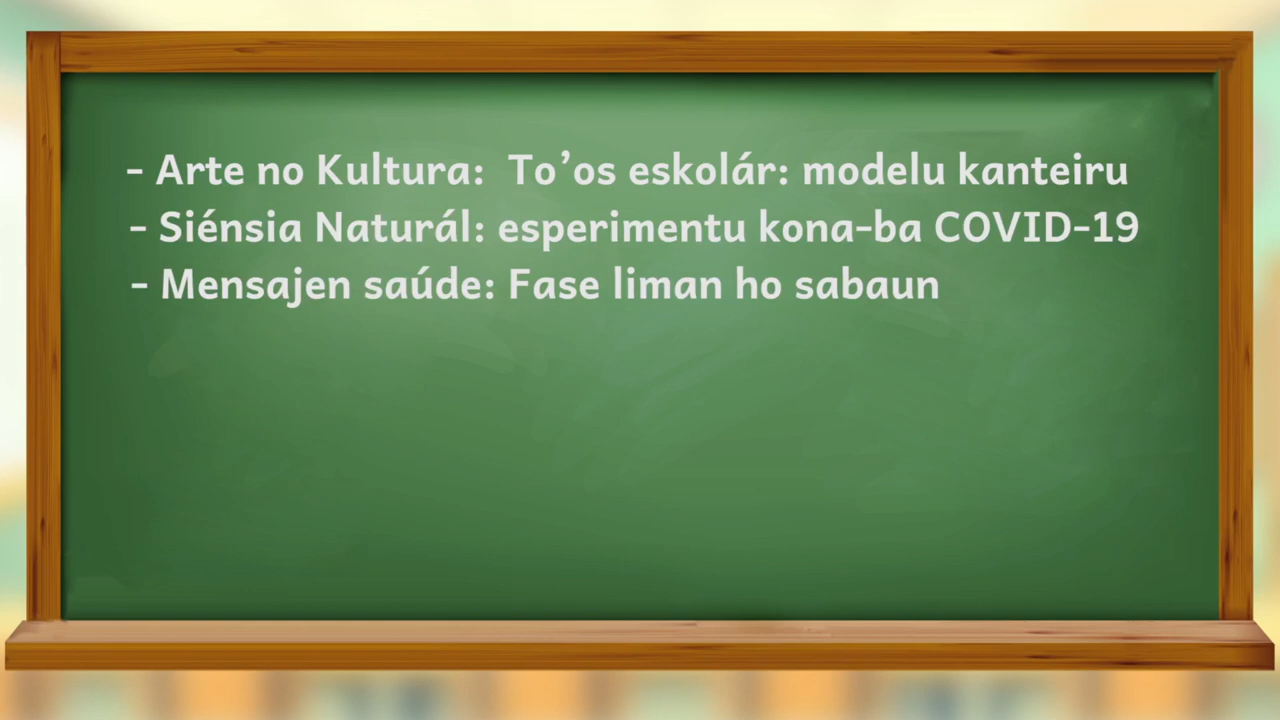 - Arte no Kultura: To’os eskolár: modelu kanteiru
- Siénsia Naturál: esperimentu kona-ba COVID-19
- Mensajen saúde: Fase liman ho sabaun